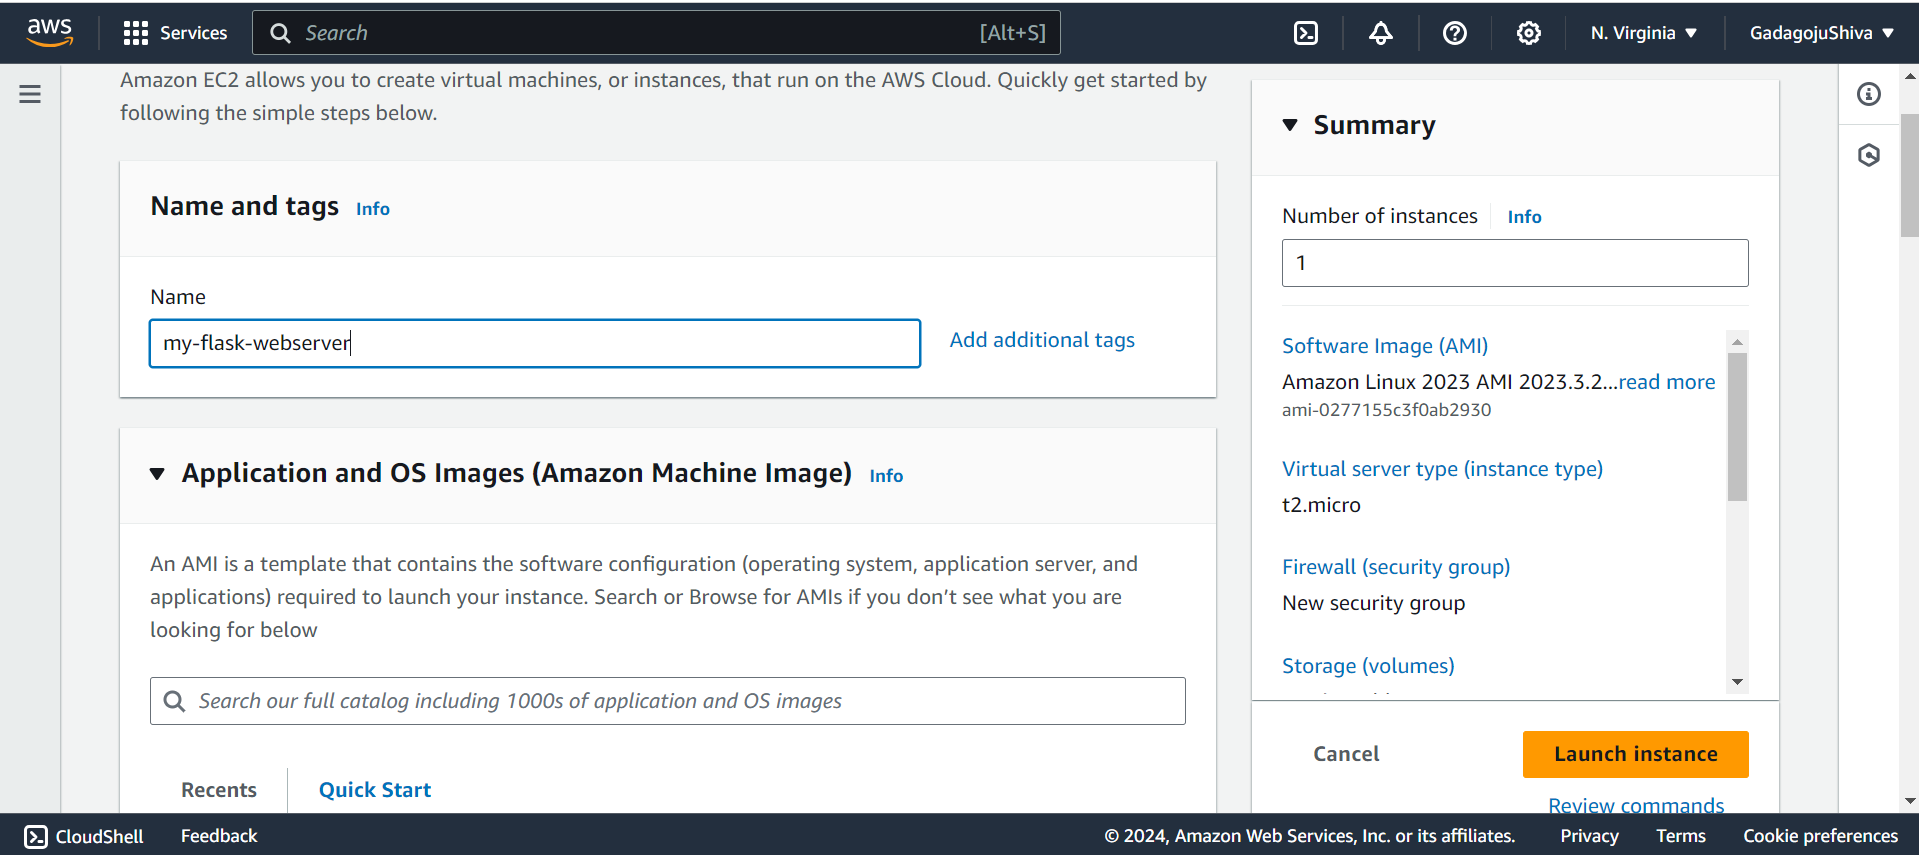 aws
Services
Search
[Alt+S]
N. Virginia
GadagojuShiva
Amazon EC2 allows you to create virtual machines, or instances, that run on the AWS Cloud. Quickly get started by
following the simple steps below.
Name and tags Info
Name
my-flask-webserver
Add additional tags
Application and OS Images (Amazon Machine Image) Info
An AMI is a template that contains the software configuration (operating system, application server, and
applications) required to launch your instance. Search or Browse for AMIs if you don’t see what you are
looking for below
Search our full catalog including 1000s of application and OS images
Recents
Quick Start
Summary
Number of instances Info
1
Software Image (AMI)
Amazon Linux 2023 AMI 2023.3.2...read more
ami-0277155c3f0ab2930
Virtual server type (instance type)
t2.micro
Firewall (security group)
New security group
Storage (volumes)
Cancel
Launch instance
Review commands
CloudShell
Feedback
© 2024, Amazon Web Services, Inc. or its affiliates.
Privacy
Terms
Cookie preferences